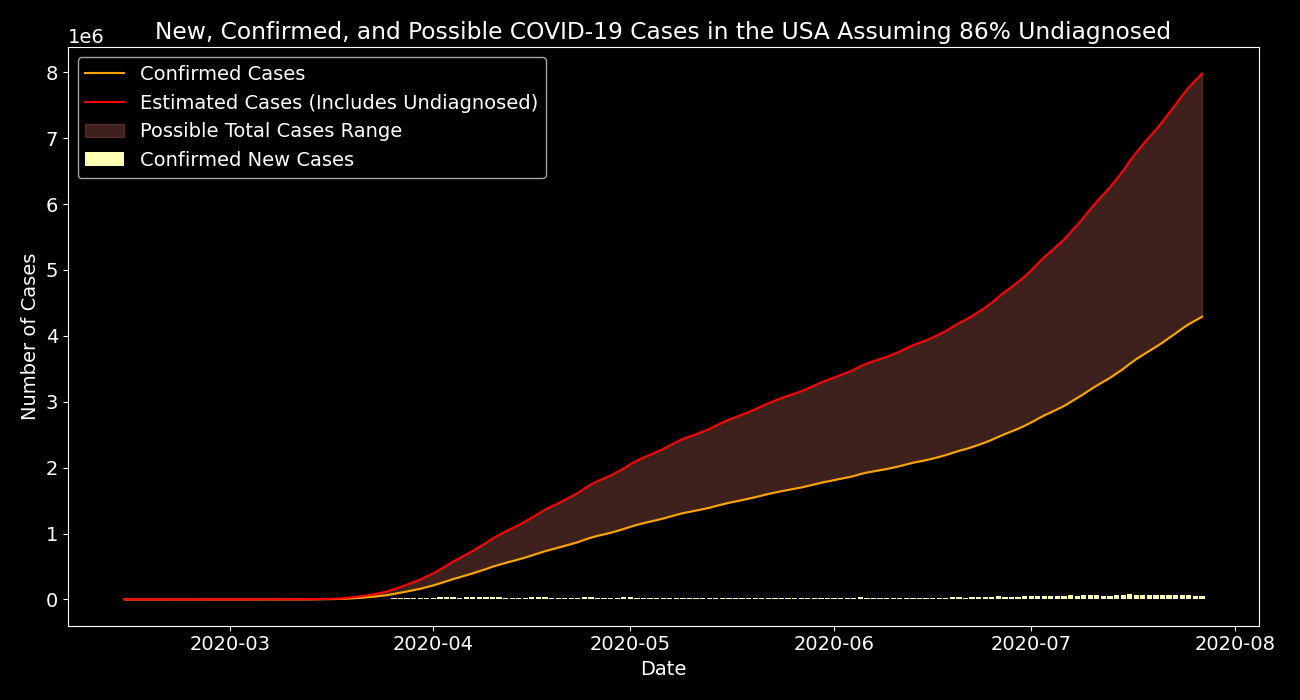 New, Confirmed, and Possible COVID-19 Cases in the USA Assuming 86% Undiagnosed
1e6
Confirmed Cases
Estimated Cases (Includes Undiagnosed)
Possible Total Cases Range
Confirmed New Cases
8
7
6
5
4
3
2
1
0
Number of Cases
2020-03 2020-04 2020-05 2020-06 2020-07 2020-08
Date